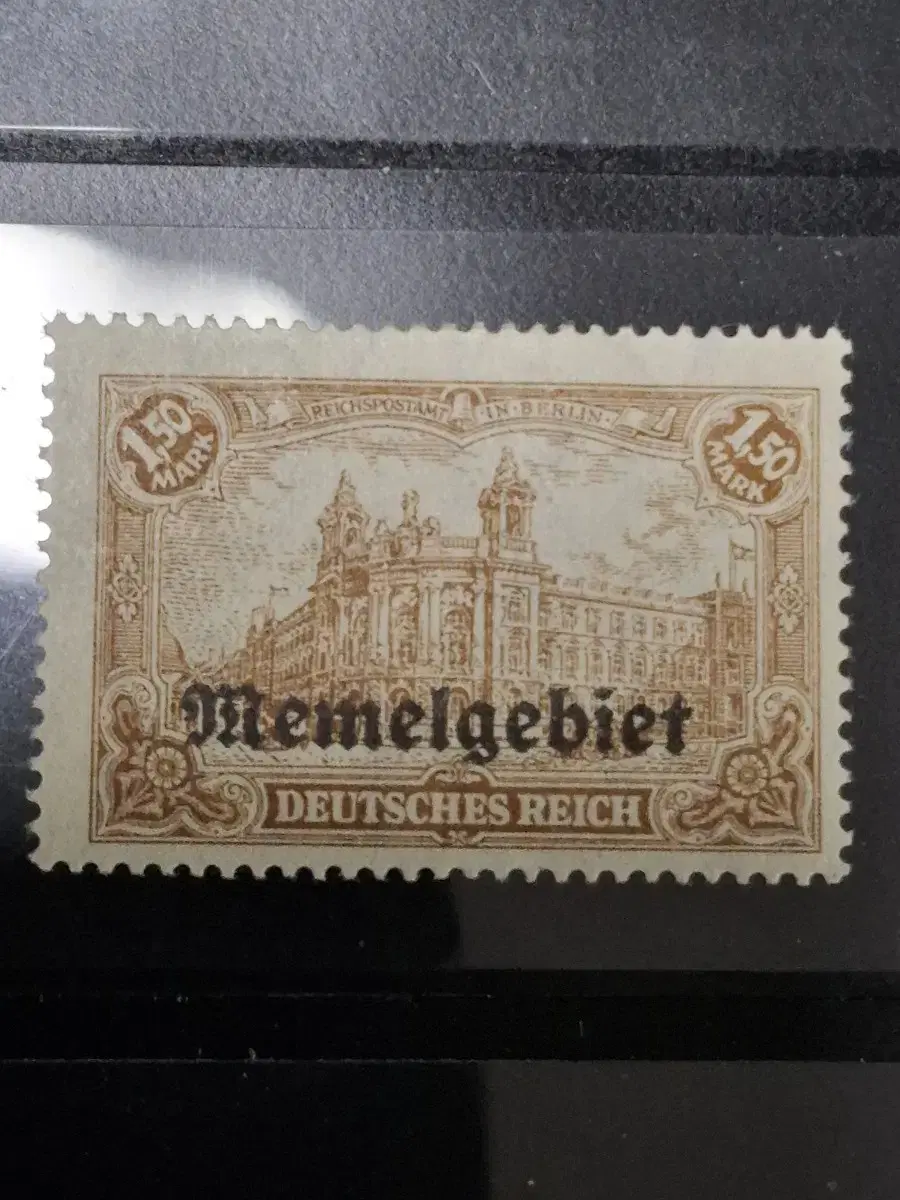 1,50 MARK
REICHSPOSTAMT · IN · BERLIN ·
1,50 MARK
Memelgebiet
DEUTSCHES REICH